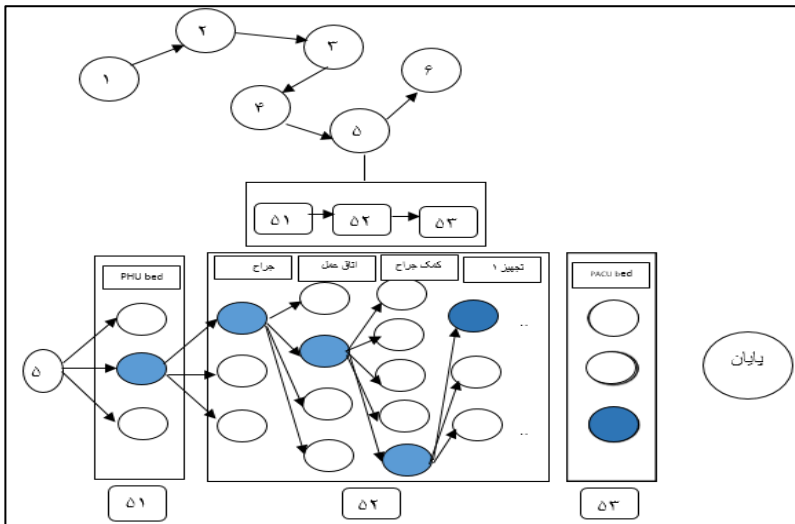 ۱
۲
۳
۴
۵
۶
۵۱
۵۲
۵۳
PHU bed
جراح
اتاق عمل
کمک جراح
تجهیز ۱
PACU bed
۵
..
..
پایان
۵۱
۵۲
۵۳